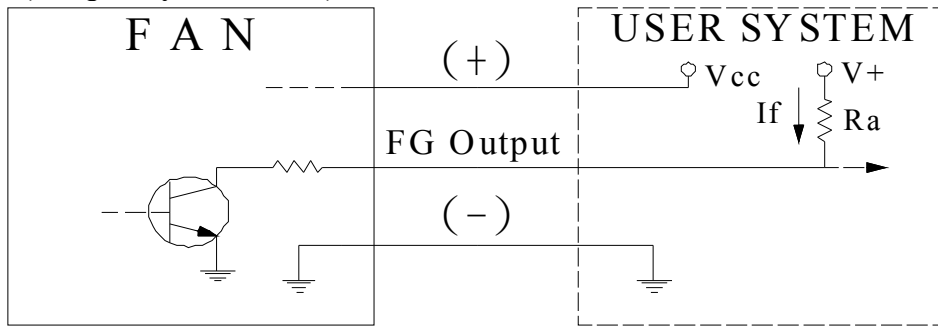 FAN
USER SYSTEM
(+)
Vcc
V+
If
Ra
FG Output
(-)